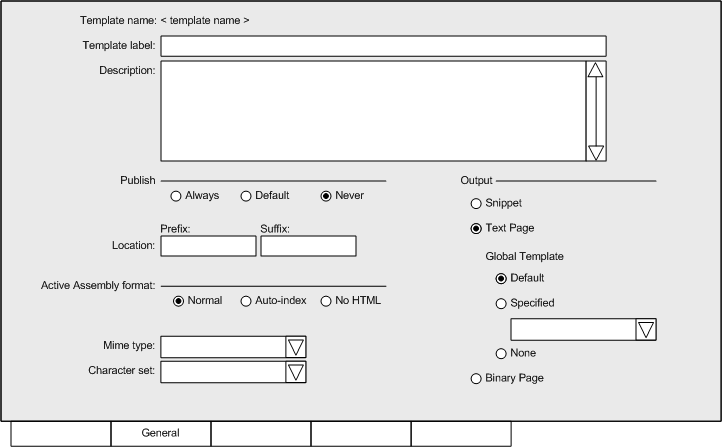 Template name: < template name >
Template label:
Description:
Publish
Always Default Never
Prefix: Suffix:
Location:
Active Assembly format:
Normal Auto-index No HTML
Mime type:
Character set:
Output
Snippet
Text Page
Global Template
Default
Specified
None
Binary Page
General